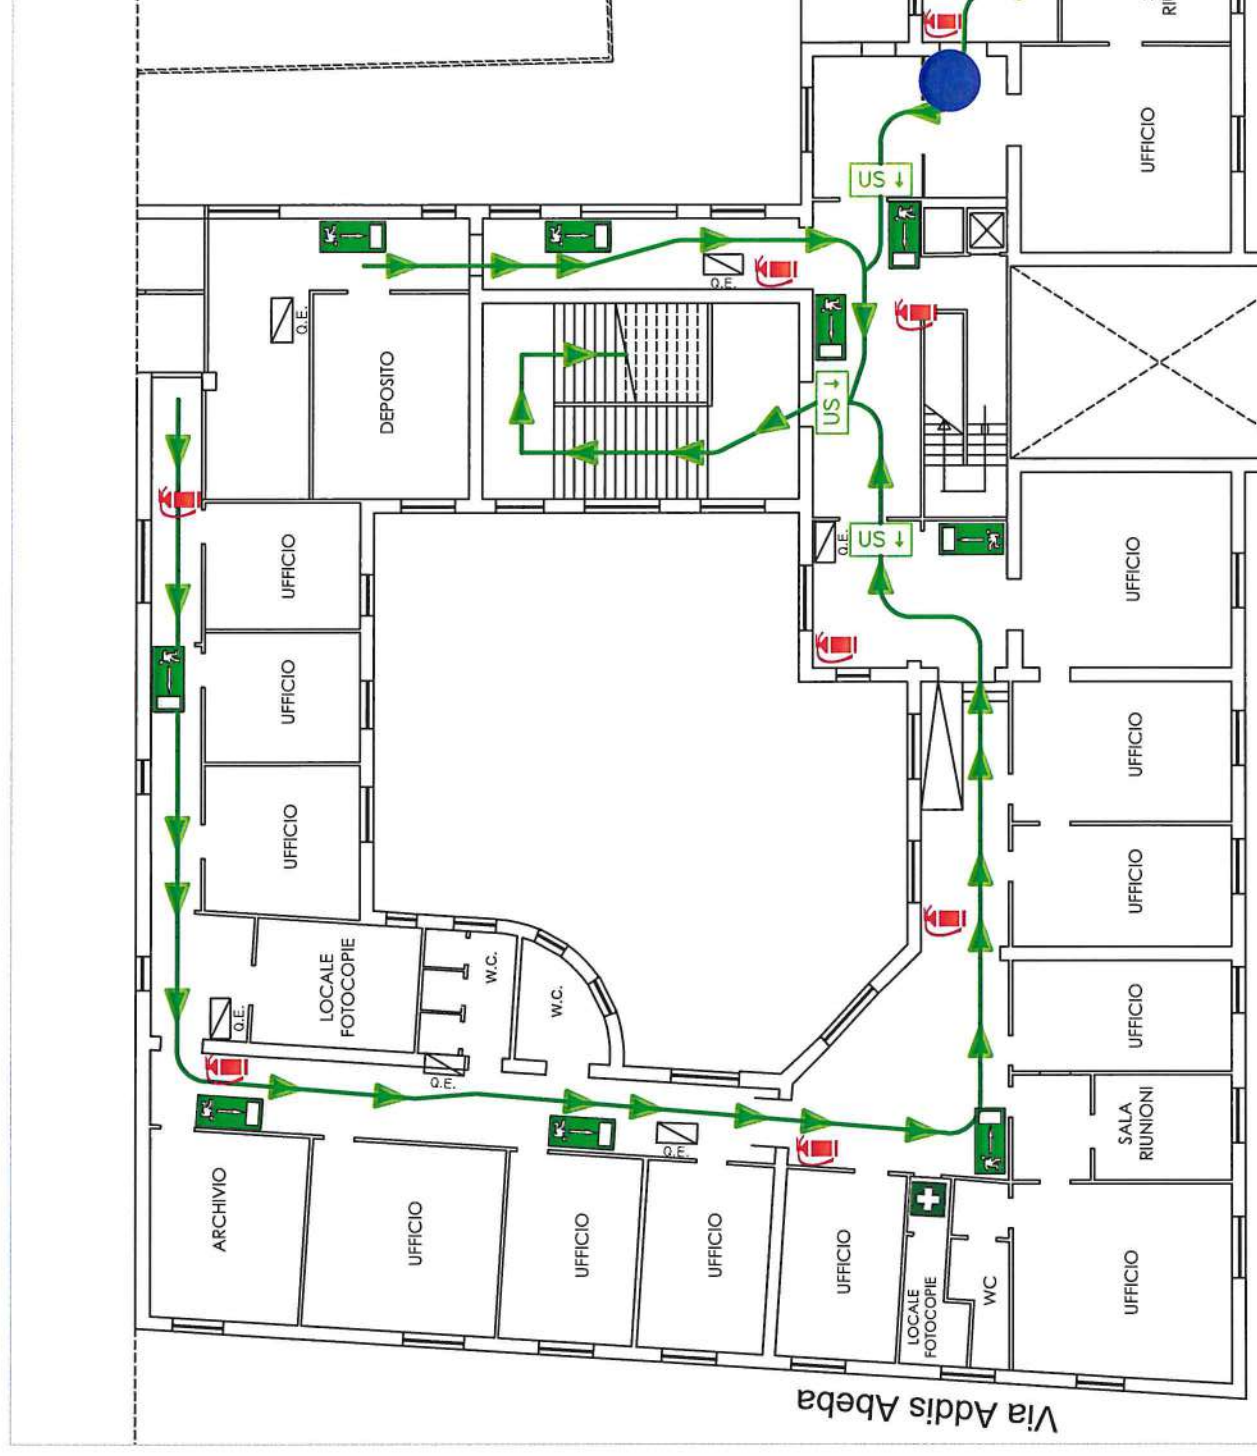 RIU
UFFICIO
US ↓
Q.E.
Q.E.
DEPOSITO
US ↓
UFFICIO
Q.E.
US ↓
UFFICIO
UFFICIO
UFFICIO
UFFICIO
UFFICIO
LOCALE
FOTOCOPIE
W.C.
W.C.
UFFICIO
Q.E.
Q.E.
SALA
RIUNIONI
Q.E.
ARCHIVIO
UFFICIO
UFFICIO
UFFICIO
UFFICIO
LOCALE
FOTOCOPIE
WC
UFFICIO
Via Addis Abeba